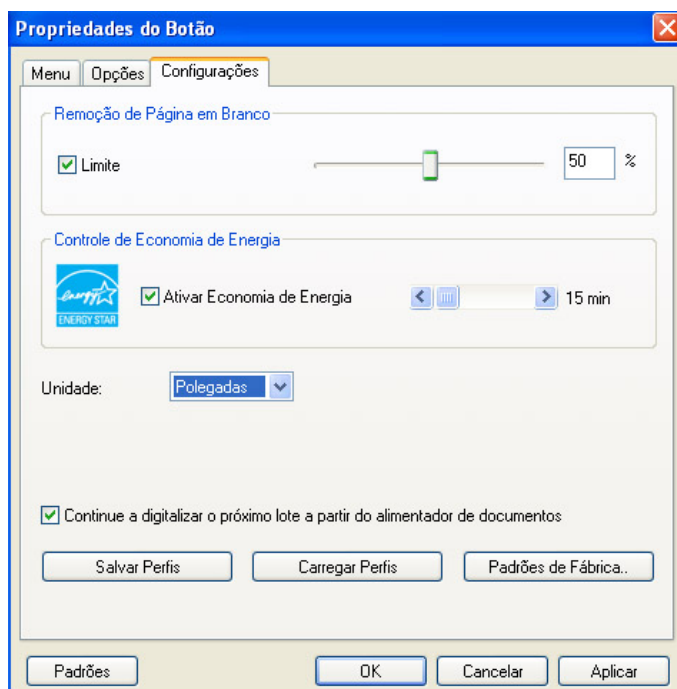 Propriedades do Botão
Menu Opções Configurações
Remoção de Página em Branco
Limite 50 %
Controle de Economia de Energia
energy
ENERGY STAR
Ativar Economia de Energia 15 min
Unidade: Polegadas
Continue a digitalizar o próximo lote a partir do alimentador de documentos
Salvar Perfis Carregar Perfis Padrões de Fábrica..
Padrões OK Cancelar Aplicar